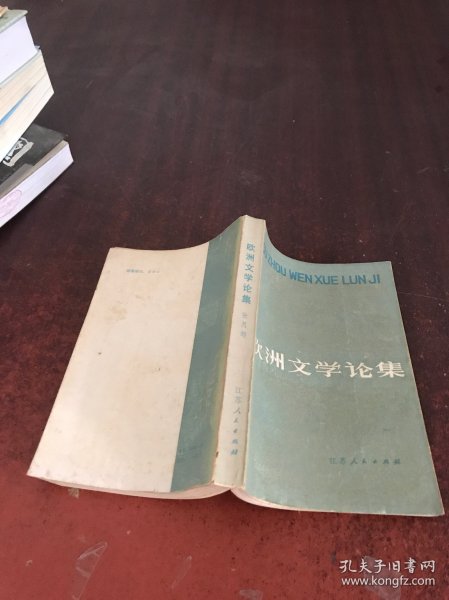 ZHOU WEN XUE LUN JI
欧洲文学论集
江苏人民出版社
欧洲文学论集
江苏人民出版社
孔夫子旧书网
www.kongfz.com